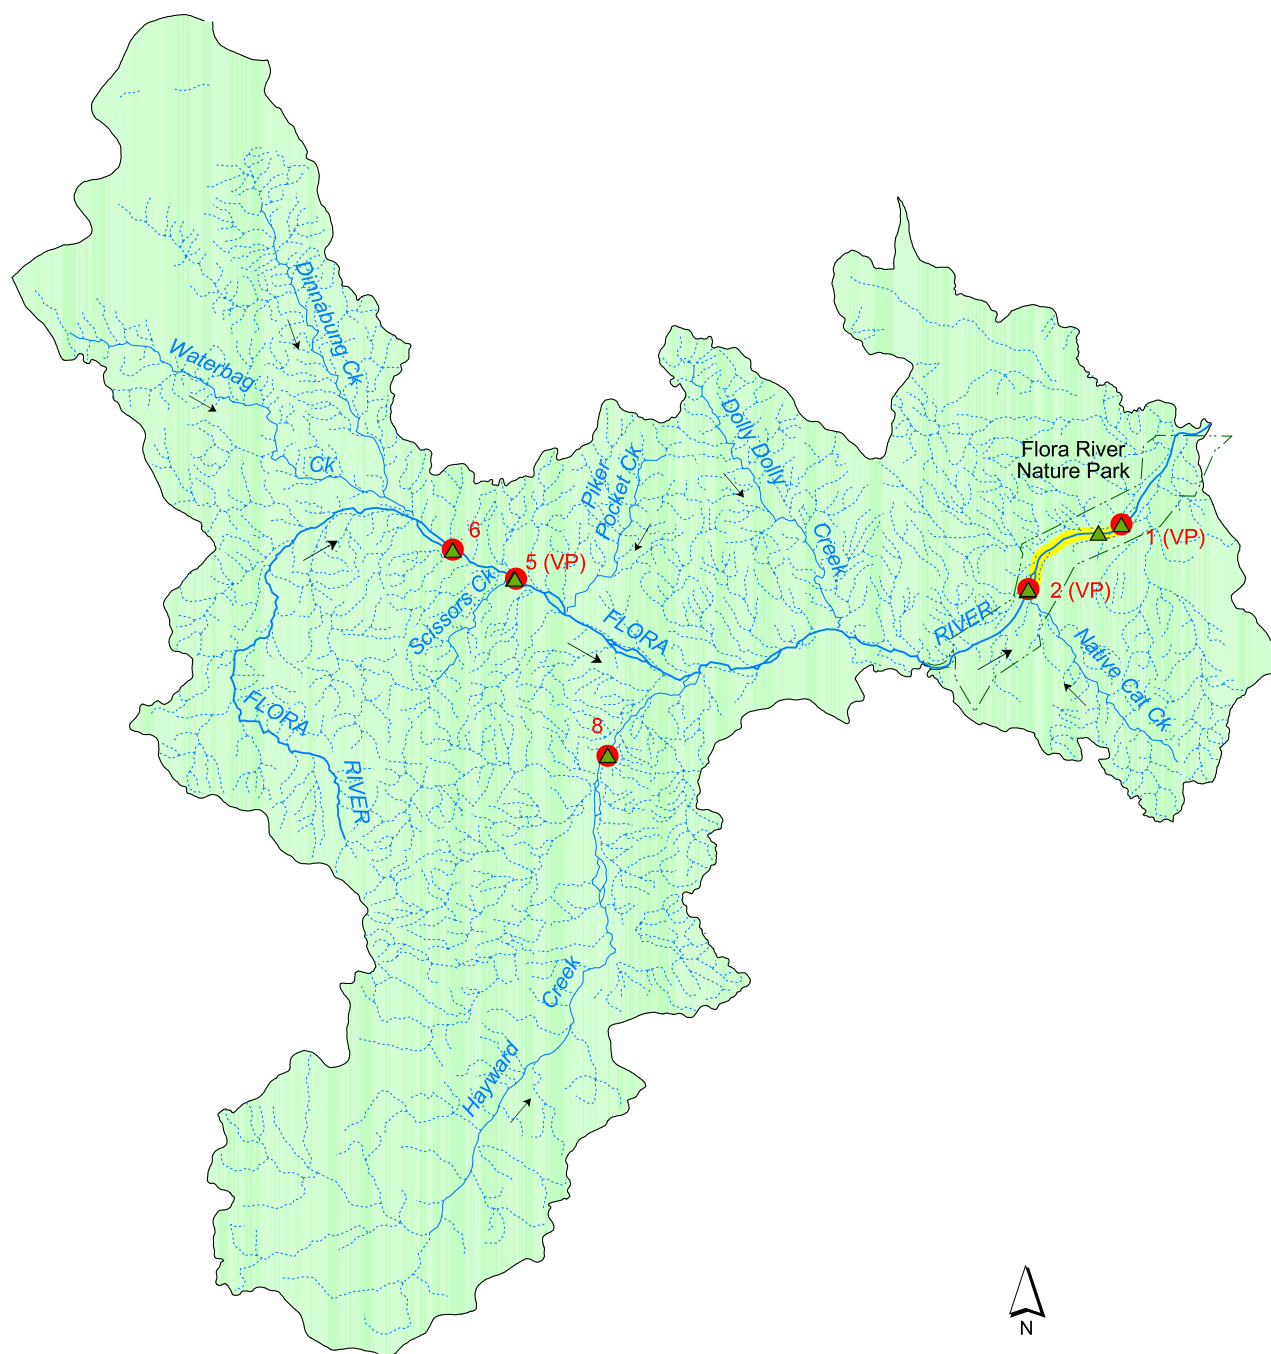 Dinnabung Ck
Waterbag
Ck
Dolly Dolly
Creek
Piker
Pocket Ck
Flora River
Nature Park
6
5 (VP)
1 (VP)
2 (VP)
Scissors Ck
FLORA
RIVER
Native Cat Ck
FLORA
RIVER
8
Creek
Hayward
N